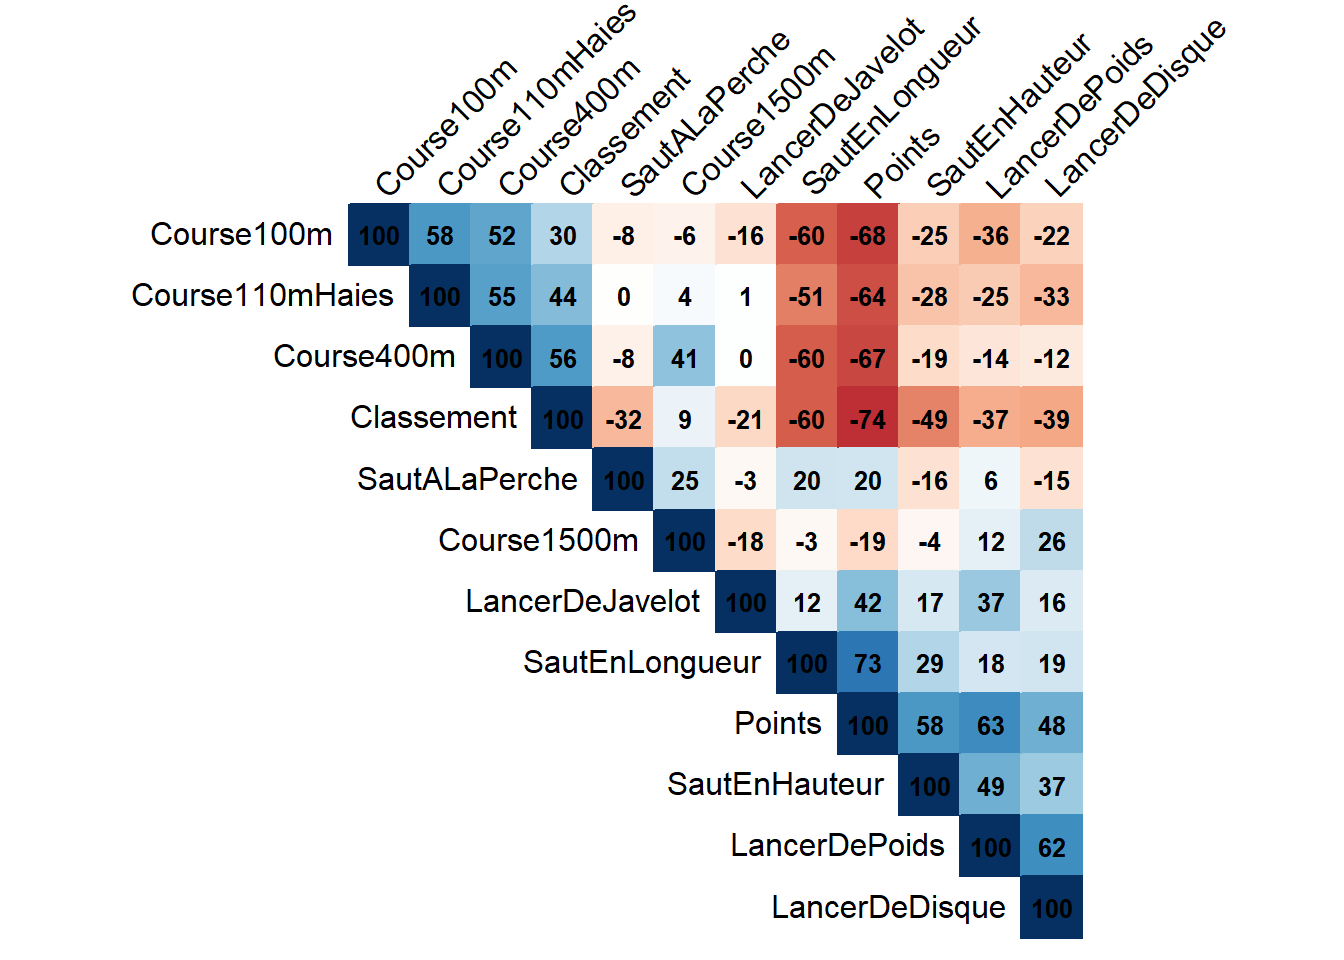 Course100m
Course110mHaies
Course400m
Classement
SautALaPerche
Course1500m
LancerDeJavelot
SautEnLongueur
Points
SautEnHauteur
LancerDePoids
LancerDeDisque
Course100m 100 58 52 30 -8 -6 -16 -60 -68 -25 -36 -22
Course110mHaies 100 55 44 0 4 1 -51 -64 -28 -25 -33
Course400m 100 56 -8 41 0 -60 -67 -19 -14 -12
Classement 100 -32 9 -21 -60 -74 -49 -37 -39
SautALaPerche 100 25 -3 20 20 -16 6 -15
Course1500m 100 -18 -3 -19 -4 12 26
LancerDeJavelot 100 12 42 17 37 16
SautEnLongueur 100 73 29 18 19
Points 100 58 63 48
SautEnHauteur 100 49 37
LancerDePoids 100 62
LancerDeDisque 100